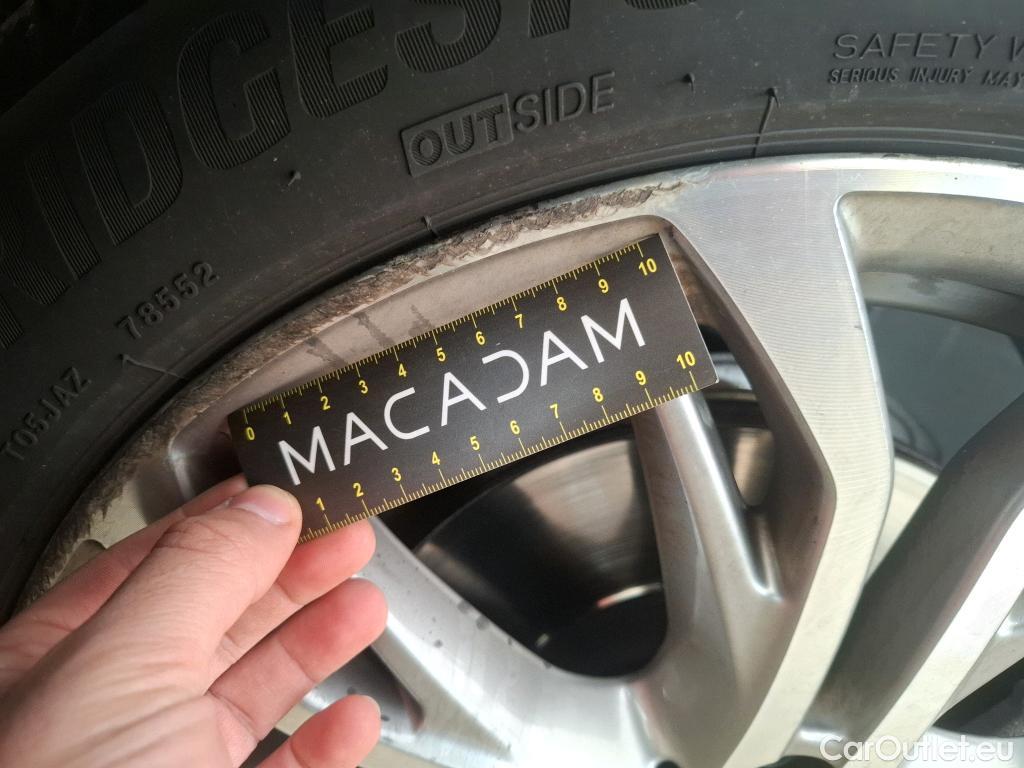 RIDGEST
OUTSIDE
SAFETY W
SERIOUS INJURY MAY
78552
T05JAZ
0 1 2 3 4 5 6 7 8 9 10
MACADAM
1 2 3 4 5 6 7 8 9 10
CarOutlet.eu